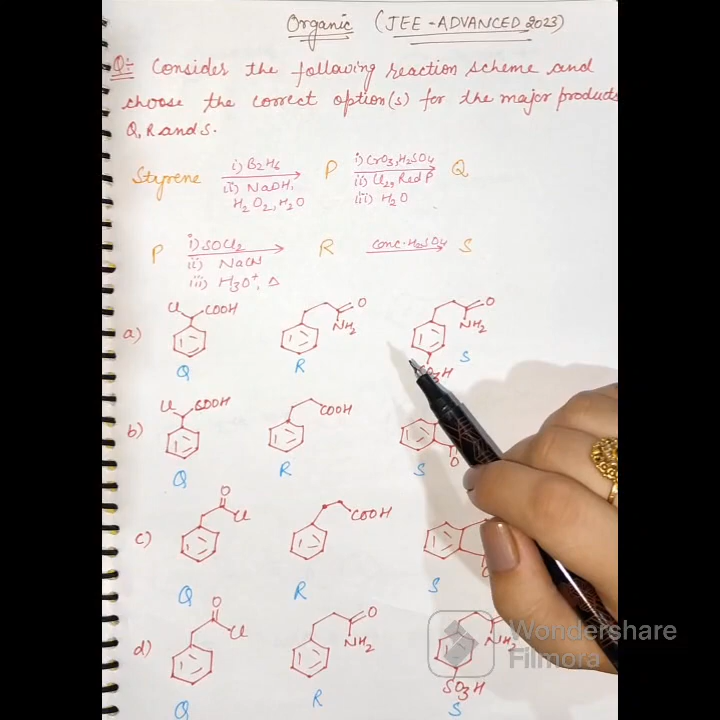 Organic (JEE-ADVANCED 2023)
Q:- Consider the following reaction scheme and
choose the correct option(s) for the major products
Q, R and S.
Styrene i) B2H6 P i) CrO3, H2SO4 Q
ii) NaOH, ii) Cl2, Red P
H2O2, H2O iii) H2O
P i) SOCl2 R conc. H2SO4 S
ii) NaCN
iii) H3O+, Δ
a) Cl COOH O NH2 O NH2
SO3H
Q R S
b) Cl COOH COOH O
Q R S
c) O Cl COOH
Q R S
d) O Cl O NH2 NH2
SO3H
Q R S
Wondershare
Filmora